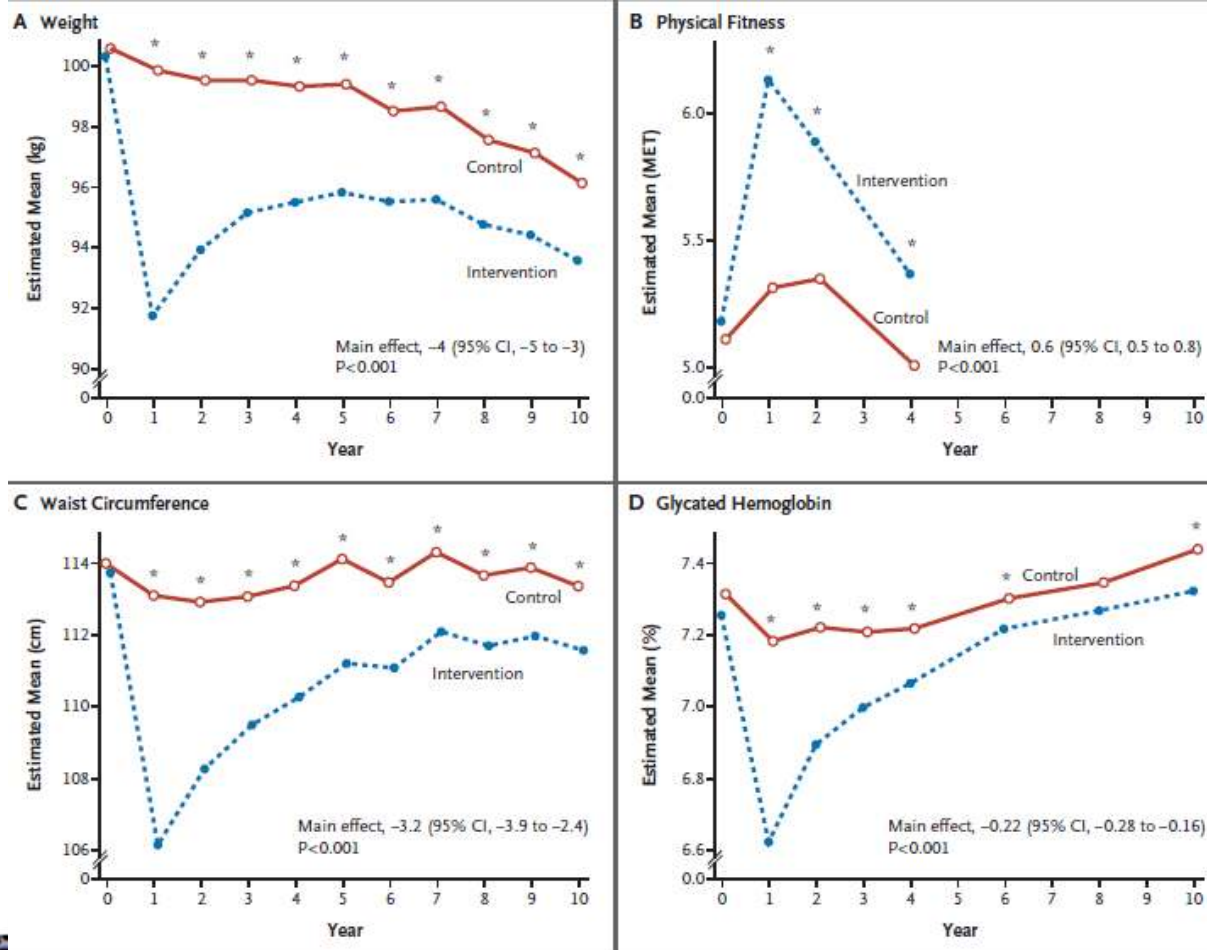 A Weight
Estimated Mean (kg)
100
98
96
94
92
90
0
* * * * * * * * * *
Control
Intervention
Main effect, –4 (95% CI, –5 to –3)
P<0.001
0 1 2 3 4 5 6 7 8 9 10
Year
B Physical Fitness
Estimated Mean (MET)
6.0
5.5
5.0
0.0
* * *
Intervention
Control
Main effect, 0.6 (95% CI, 0.5 to 0.8)
P<0.001
0 1 2 3 4 5 6 7 8 9 10
Year
C Waist Circumference
Estimated Mean (cm)
114
112
110
108
106
0
* * * * * * * * * *
Control
Intervention
Main effect, –3.2 (95% CI, –3.9 to –2.4)
P<0.001
0 1 2 3 4 5 6 7 8 9 10
Year
D Glycated Hemoglobin
Estimated Mean (%)
7.4
7.2
7.0
6.8
6.6
0.0
* * * * * *
Control
Intervention
Main effect, –0.22 (95% CI, –0.28 to –0.16)
P<0.001
0 1 2 3 4 5 6 7 8 9 10
Year